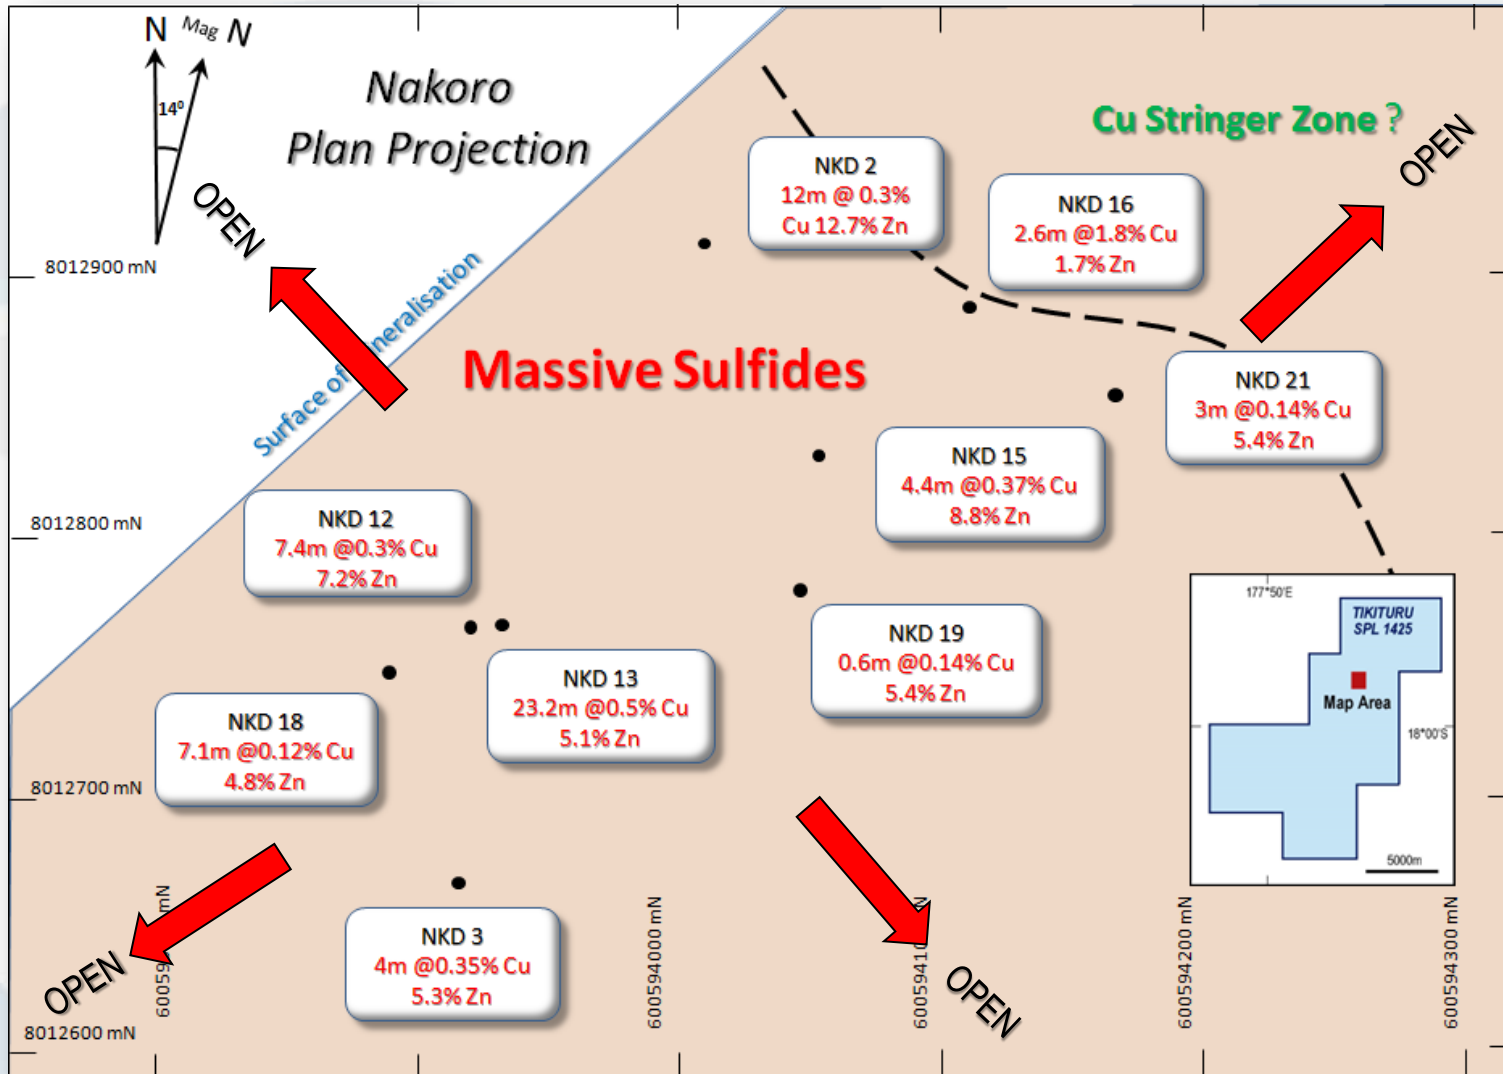 N
Mag N
14⁰
Nakoro
Plan Projection
Cu Stringer Zone ?
OPEN
OPEN
NKD 2
12m @ 0.3%
Cu 12.7% Zn
NKD 16
2.6m @1.8% Cu
1.7% Zn
8012900 mN
Surface of
Massive Sulfides
NKD 21
3m @0.14% Cu
5.4% Zn
NKD 15
4.4m @0.37% Cu
8.8% Zn
8012800 mN
NKD 12
7.4m @0.3% Cu
7.2% Zn
NKD 19
0.6m @0.14% Cu
5.4% Zn
NKD 13
23.2m @0.5% Cu
5.1% Zn
NKD 18
7.1m @0.12% Cu
4.8% Zn
8012700 mN
177°50'E
TIKITURU
SPL 1425
Map Area
18°00'S
5000m
NKD 3
4m @0.35% Cu
5.3% Zn
OPEN
OPEN
mN
600594000 mN
600594200 mN
600594300 mN
8012600 mN